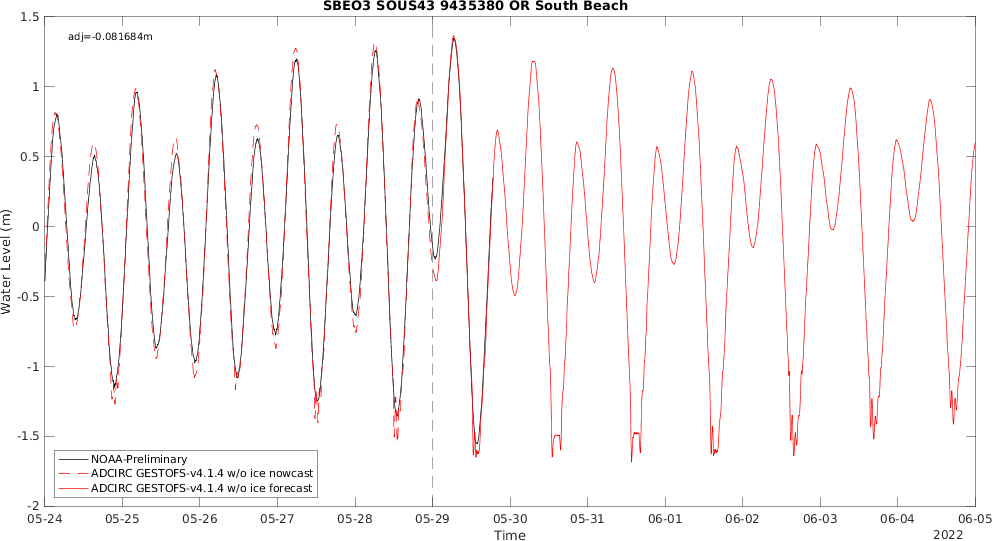 SBEO3 SOUS43 9435380 OR South Beach
adj=-0.081684m
Water Level (m)
1.5
1
0.5
0
-0.5
-1
-1.5
-2
NOAA-Preliminary
ADCIRC GESTOFS-v4.1.4 w/o ice nowcast
ADCIRC GESTOFS-v4.1.4 w/o ice forecast
05-24 05-25 05-26 05-27 05-28 05-29 05-30 05-31 06-01 06-02 06-03 06-04 06-05
Time
2022